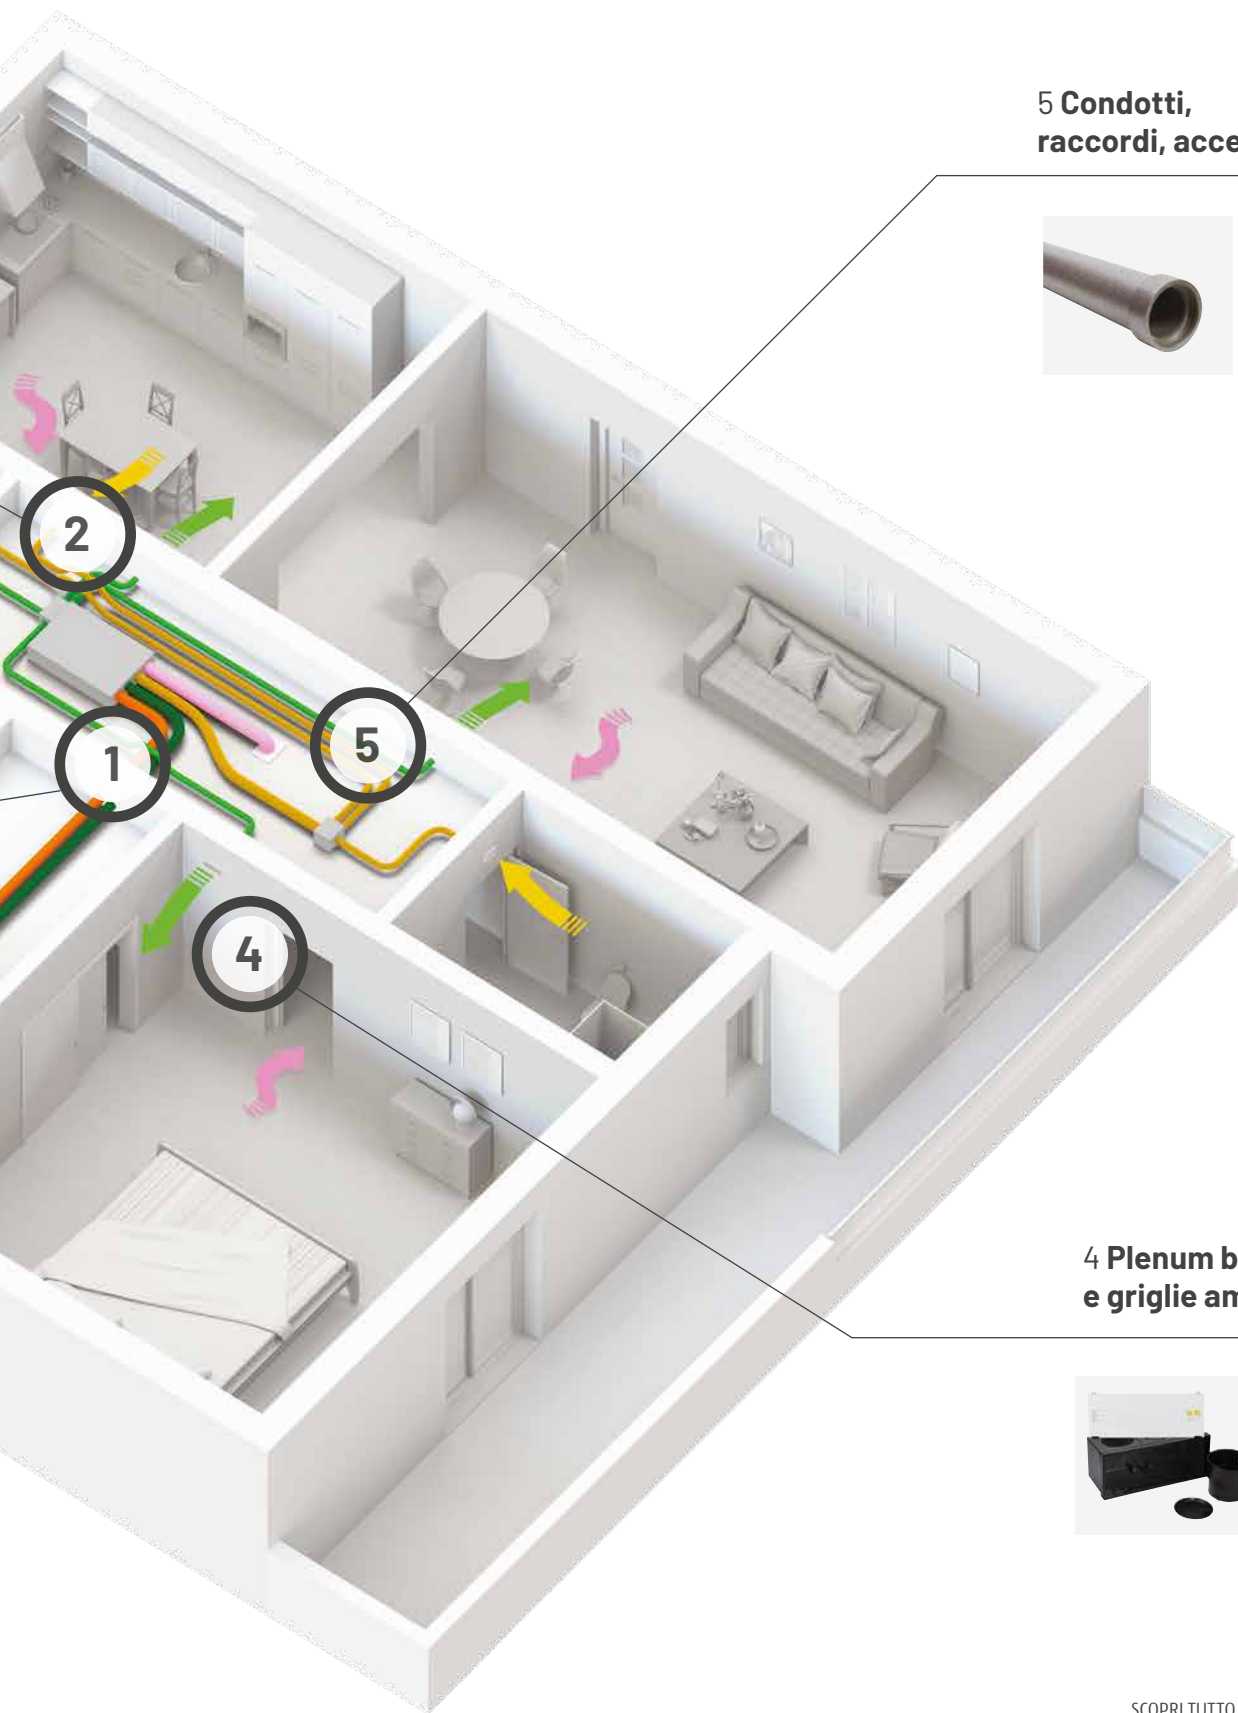 5 Condotti,
raccordi, acce
2
5
1
4
4 Plenum b
e griglie am
SCOPRI TUTTO